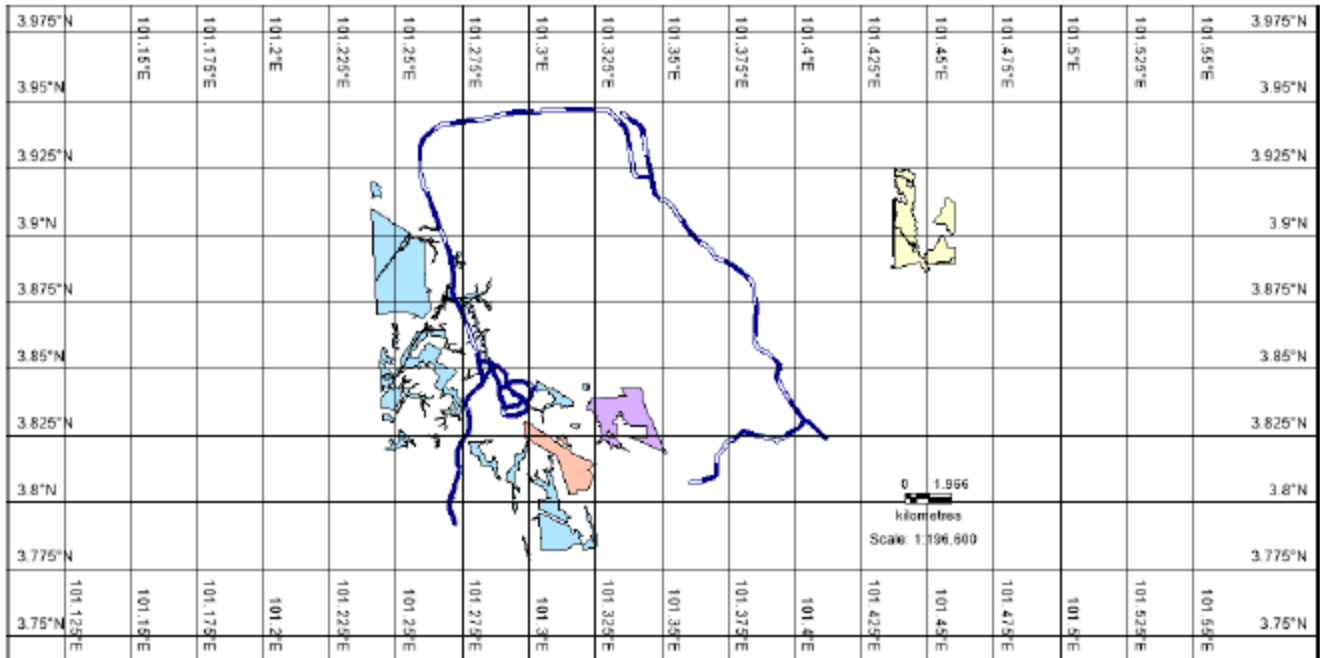 3.975°N 3.975°N
101.15°E 101.175°E 101.2°E 101.225°E 101.25°E 101.275°E 101.3°E 101.325°E 101.35°E 101.375°E 101.4°E 101.425°E 101.45°E 101.475°E 101.5°E 101.525°E 101.55°E
3.95°N 3.95°N
3.925°N 3.925°N
3.9°N 3.9°N
3.875°N 3.875°N
3.85°N 3.85°N
3.825°N 3.825°N
3.8°N 3.8°N
0 1.966
kilometres
Scale: 1:196,600
3.775°N 3.775°N
101.125°E 101.15°E 101.175°E 101.2°E 101.225°E 101.25°E 101.275°E 101.3°E 101.325°E 101.35°E 101.375°E 101.4°E 101.425°E 101.45°E 101.475°E 101.5°E 101.525°E 101.55°E
3.75°N 3.75°N